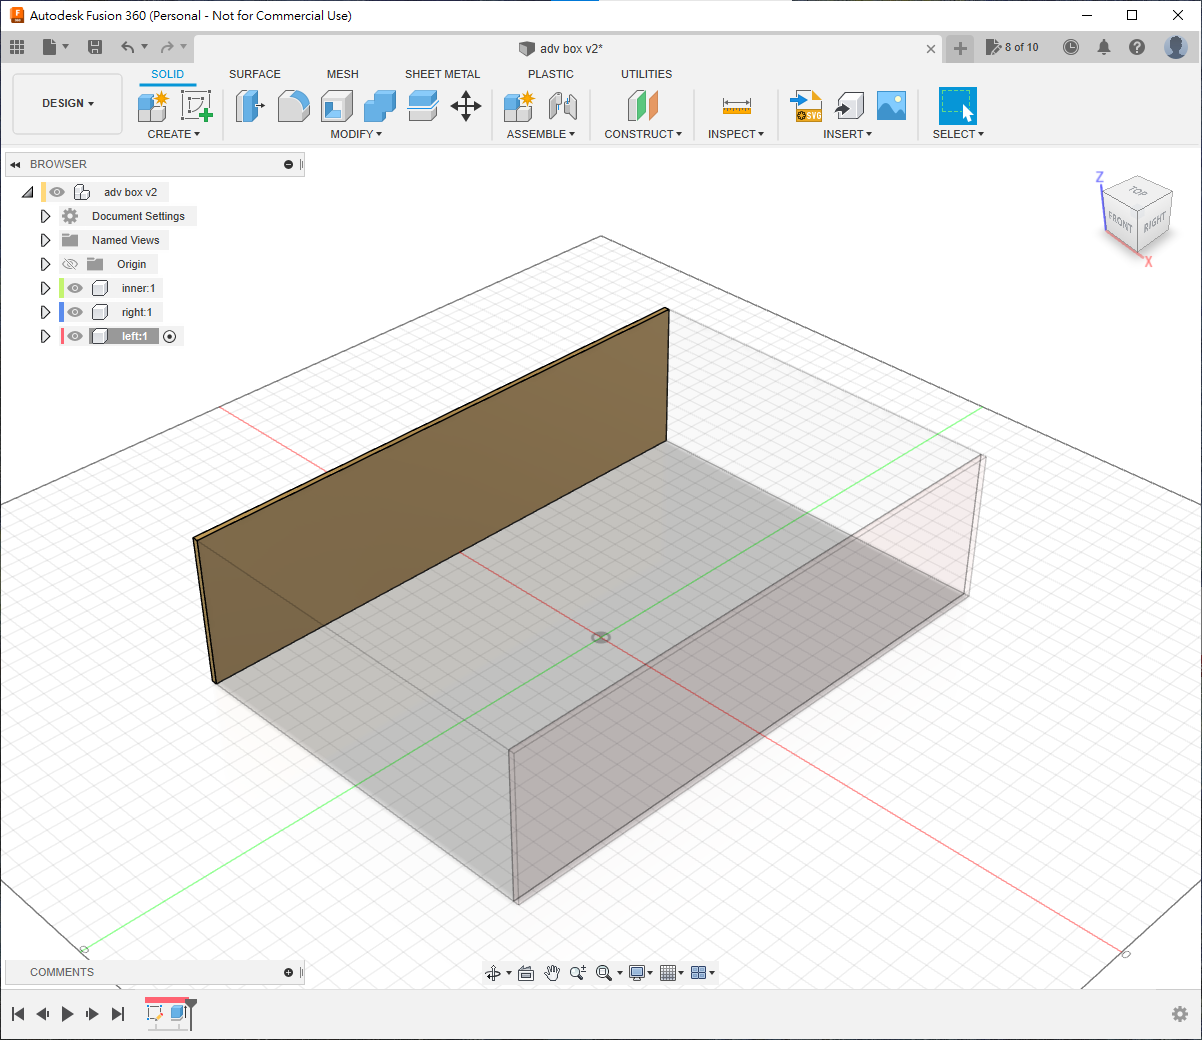 Autodesk Fusion 360 (Personal - Not for Commercial Use)
adv box v2*
8 of 10
SOLID SURFACE MESH SHEET METAL PLASTIC UTILITIES
DESIGN
SVG
CREATE MODIFY ASSEMBLE CONSTRUCT INSPECT INSERT SELECT
BROWSER
adv box v2
Document Settings
Named Views
Origin
inner:1
right:1
left:1
Z
TOP
FRONT
RIGHT
X
COMMENTS